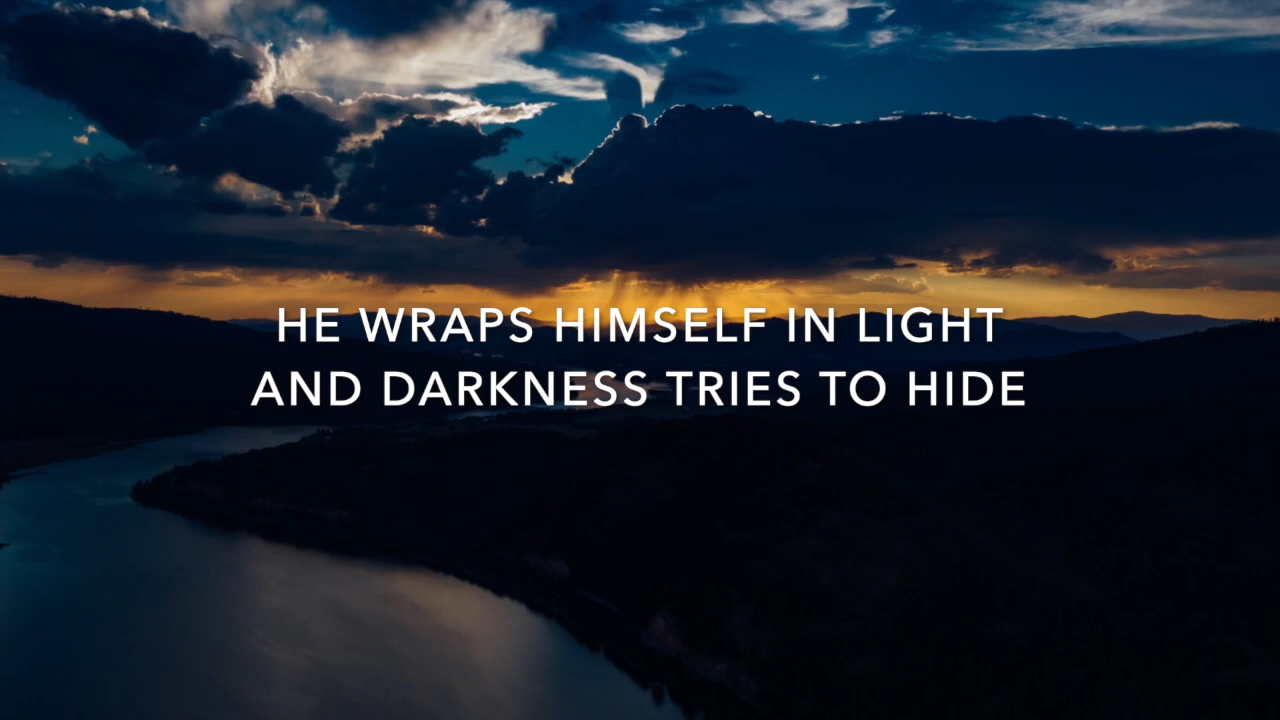 HE WRAPS HIMSELF IN LIGHT
AND DARKNESS TRIES TO HIDE